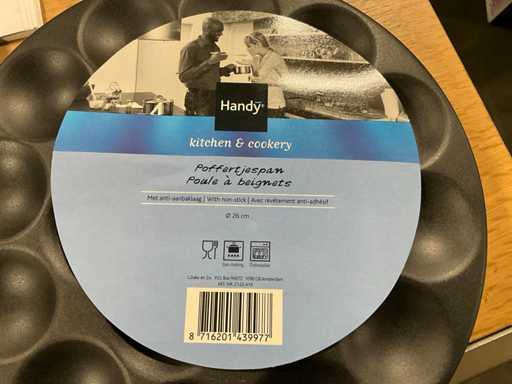 Handy®
kitchen & cookery
Poffertjespan
Poule à beignets
Met anti-aanbaklaag | With non-stick | Avec revêtement anti-adhésif
Ø 26 cm
8 716201 439977